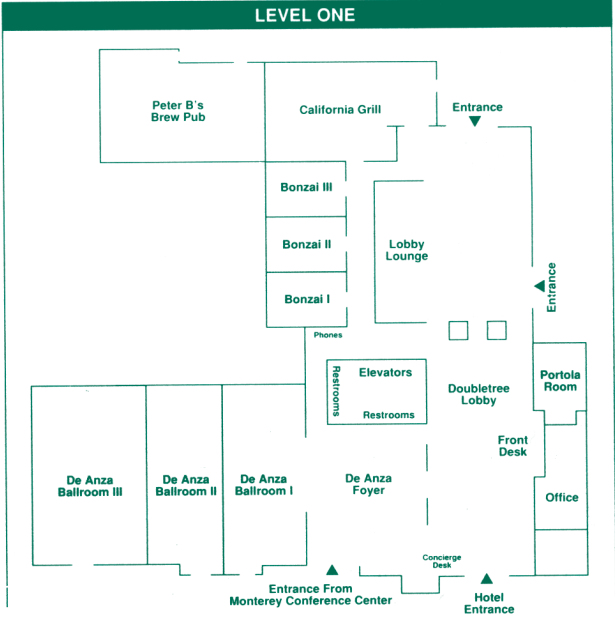 LEVEL ONE
Peter B's
Brew Pub
California Grill
Entrance
Bonzai III
Bonzai II
Lobby
Lounge
Entrance
Bonzai I
Phones
Restrooms
Elevators
Restrooms
Doubletree
Lobby
Portola
Room
Front
Desk
De Anza
Ballroom III
De Anza
Ballroom II
De Anza
Ballroom I
De Anza
Foyer
Office
Concierge
Desk
Entrance From
Monterey Conference Center
Hotel
Entrance